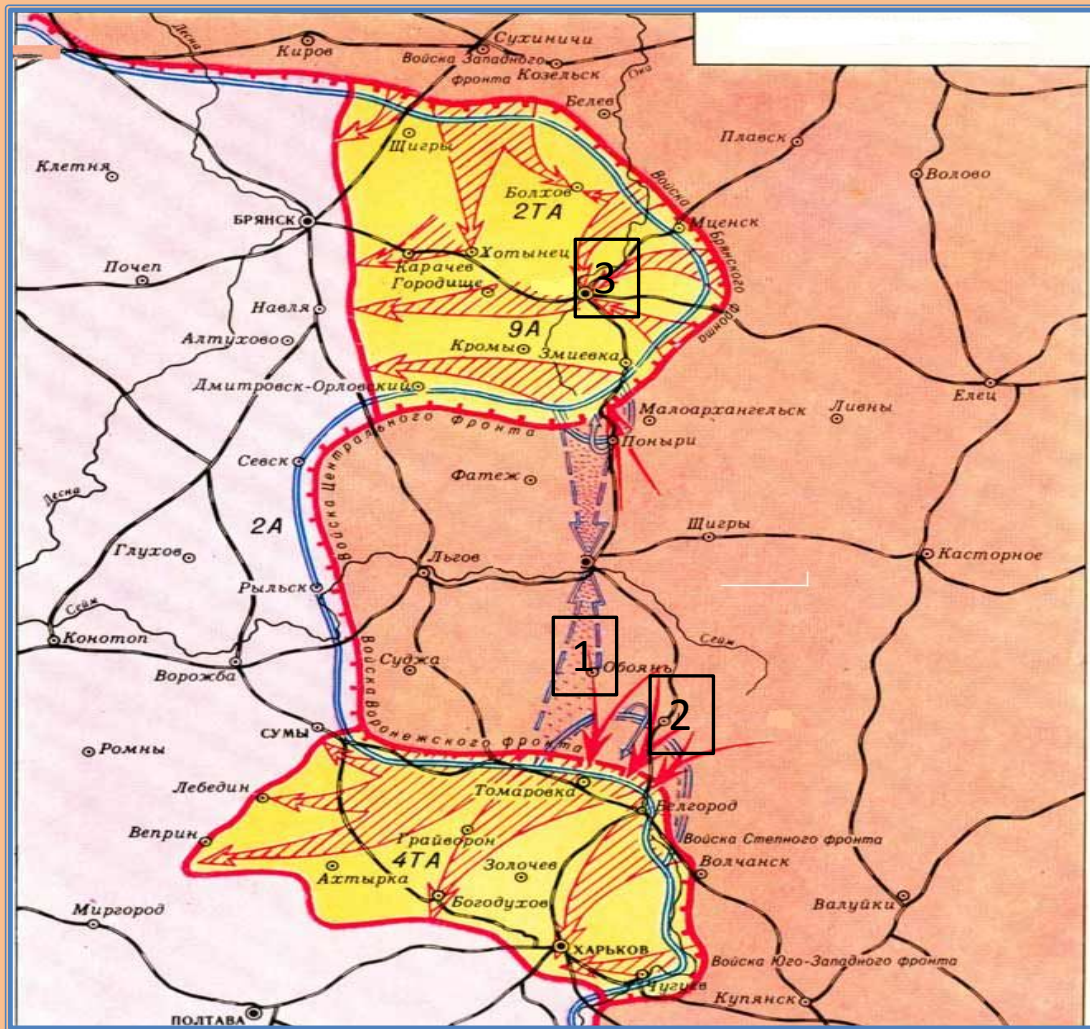 Десна
Сухиничи
Киров
Войска Западного
фронта
Козельск
Ока
Белев
Щигры
Плавск
Клетня
Волово
Болхов
Войска Брянского фронта
2ТА
БРЯНСК
Мценск
Хотынец
Карачев
3
Почеп
Городище
Навля
9А
Алтухово
Кромы
Змиевка
Дмитровск-Орловский
Елец
Малоархангельск
Ливны
Войска Центрального фронта
Поныри
Севск
Фатеж
Десна
2А
Щигры
Глухов
Льгов
Касторное
Рыльск
Сейм
Сейм
Конотоп
1
Суджа
Обоянь
Ворожба
Войска Воронежского фронта
2
СУМЫ
Ромны
Лебедин
Томаровка
Белгород
Веприн
Грайворон
Войска Степного фронта
4ТА
Золочев
Волчанск
Ахтырка
Богодухов
Валуйки
Миргород
ХАРЬКОВ
Войска Юго-Западного фронта
Чугуев
Купянск
ПОЛТАВА